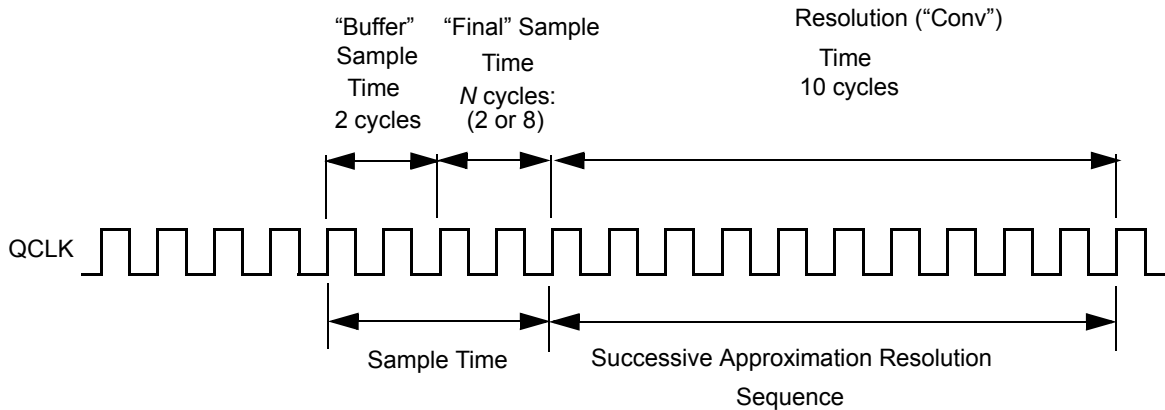 “Buffer”
Sample
Time
2 cycles
“Final” Sample
Time
N cycles:
(2 or 8)
Resolution (“Conv”)
Time
10 cycles
QCLK
Sample Time
Successive Approximation Resolution
Sequence